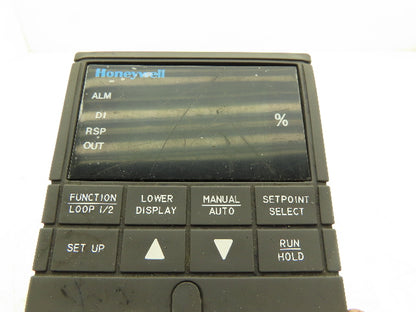 Honeywell
ALM
DI
RSP
OUT
%
FUNCTION
LOOP 1/2
LOWER
DISPLAY
MANUAL
AUTO
SETPOINT
SELECT
SET UP
RUN
HOLD